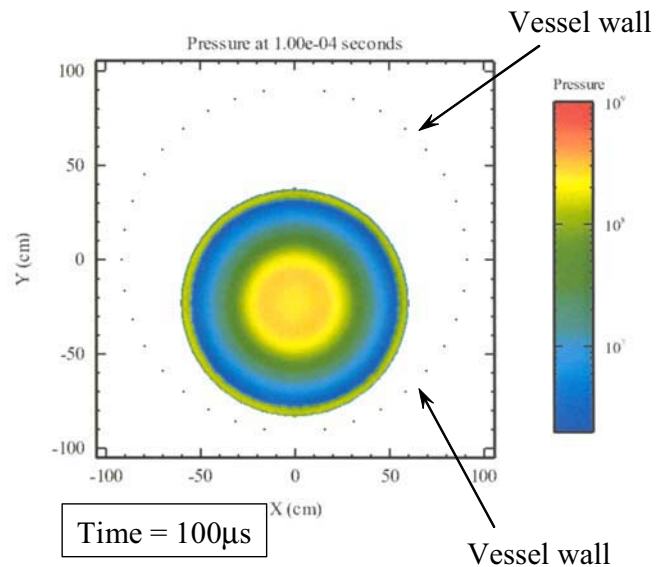 Vessel wall
Pressure at 1.00e-04 seconds
Pressure
100
50
0
-50
-100
Y (cm)
-100
-50
0
50
100
X (cm)
10⁹
10⁸
10⁷
Time = 100μs
Vessel wall